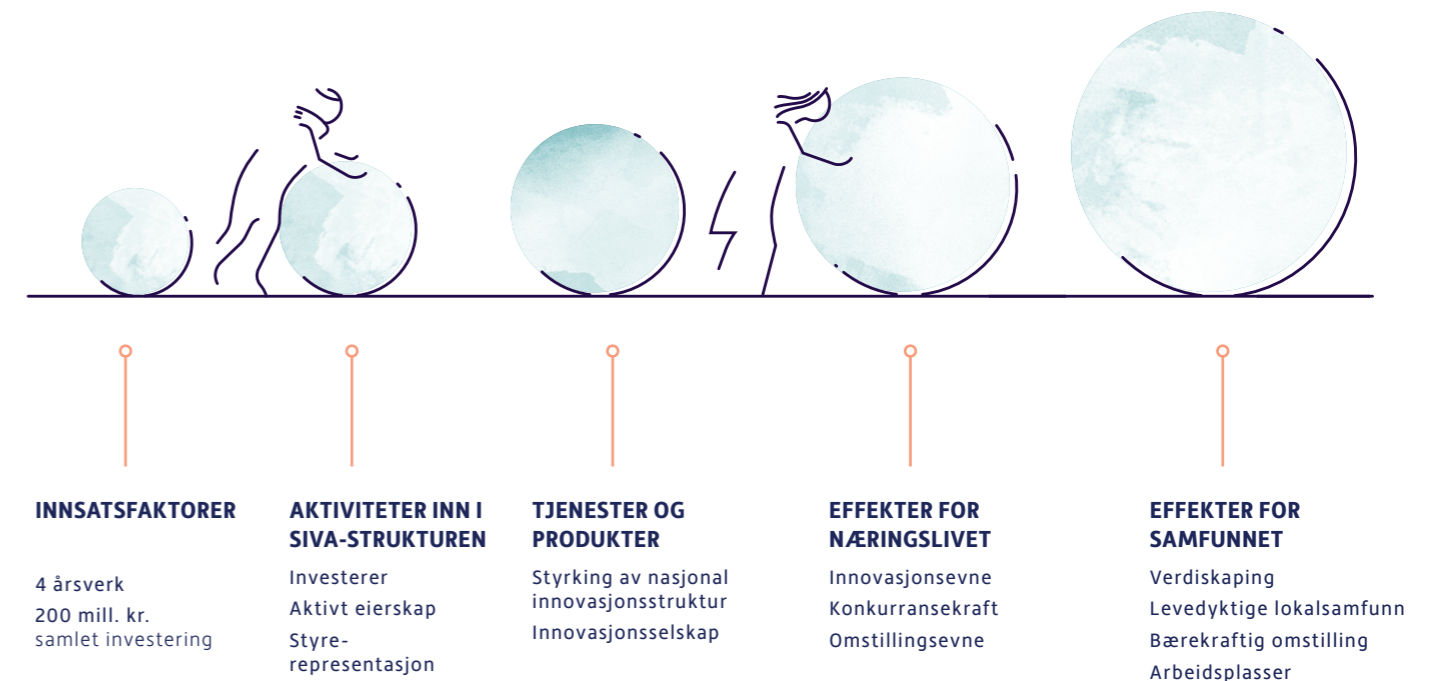 INNSATSFAKTORER
4 årsverk
200 mill. kr.
samlet investering
AKTIVITETER INN I
SIVA-STRUKTUREN
Investerer
Aktivt eierskap
Styre-
representasjon
TJENESTER OG
PRODUKTER
Styrking av nasjonal
innovasjonsstruktur
Innovasjonsselskap
EFFEKTER FOR
NÆRINGSLIVET
Innovasjonsevne
Konkurransekraft
Omstillingsevne
EFFEKTER FOR
SAMFUNNET
Verdiskaping
Levedyktige lokalsamfunn
Bærekraftig omstilling
Arbeidsplasser